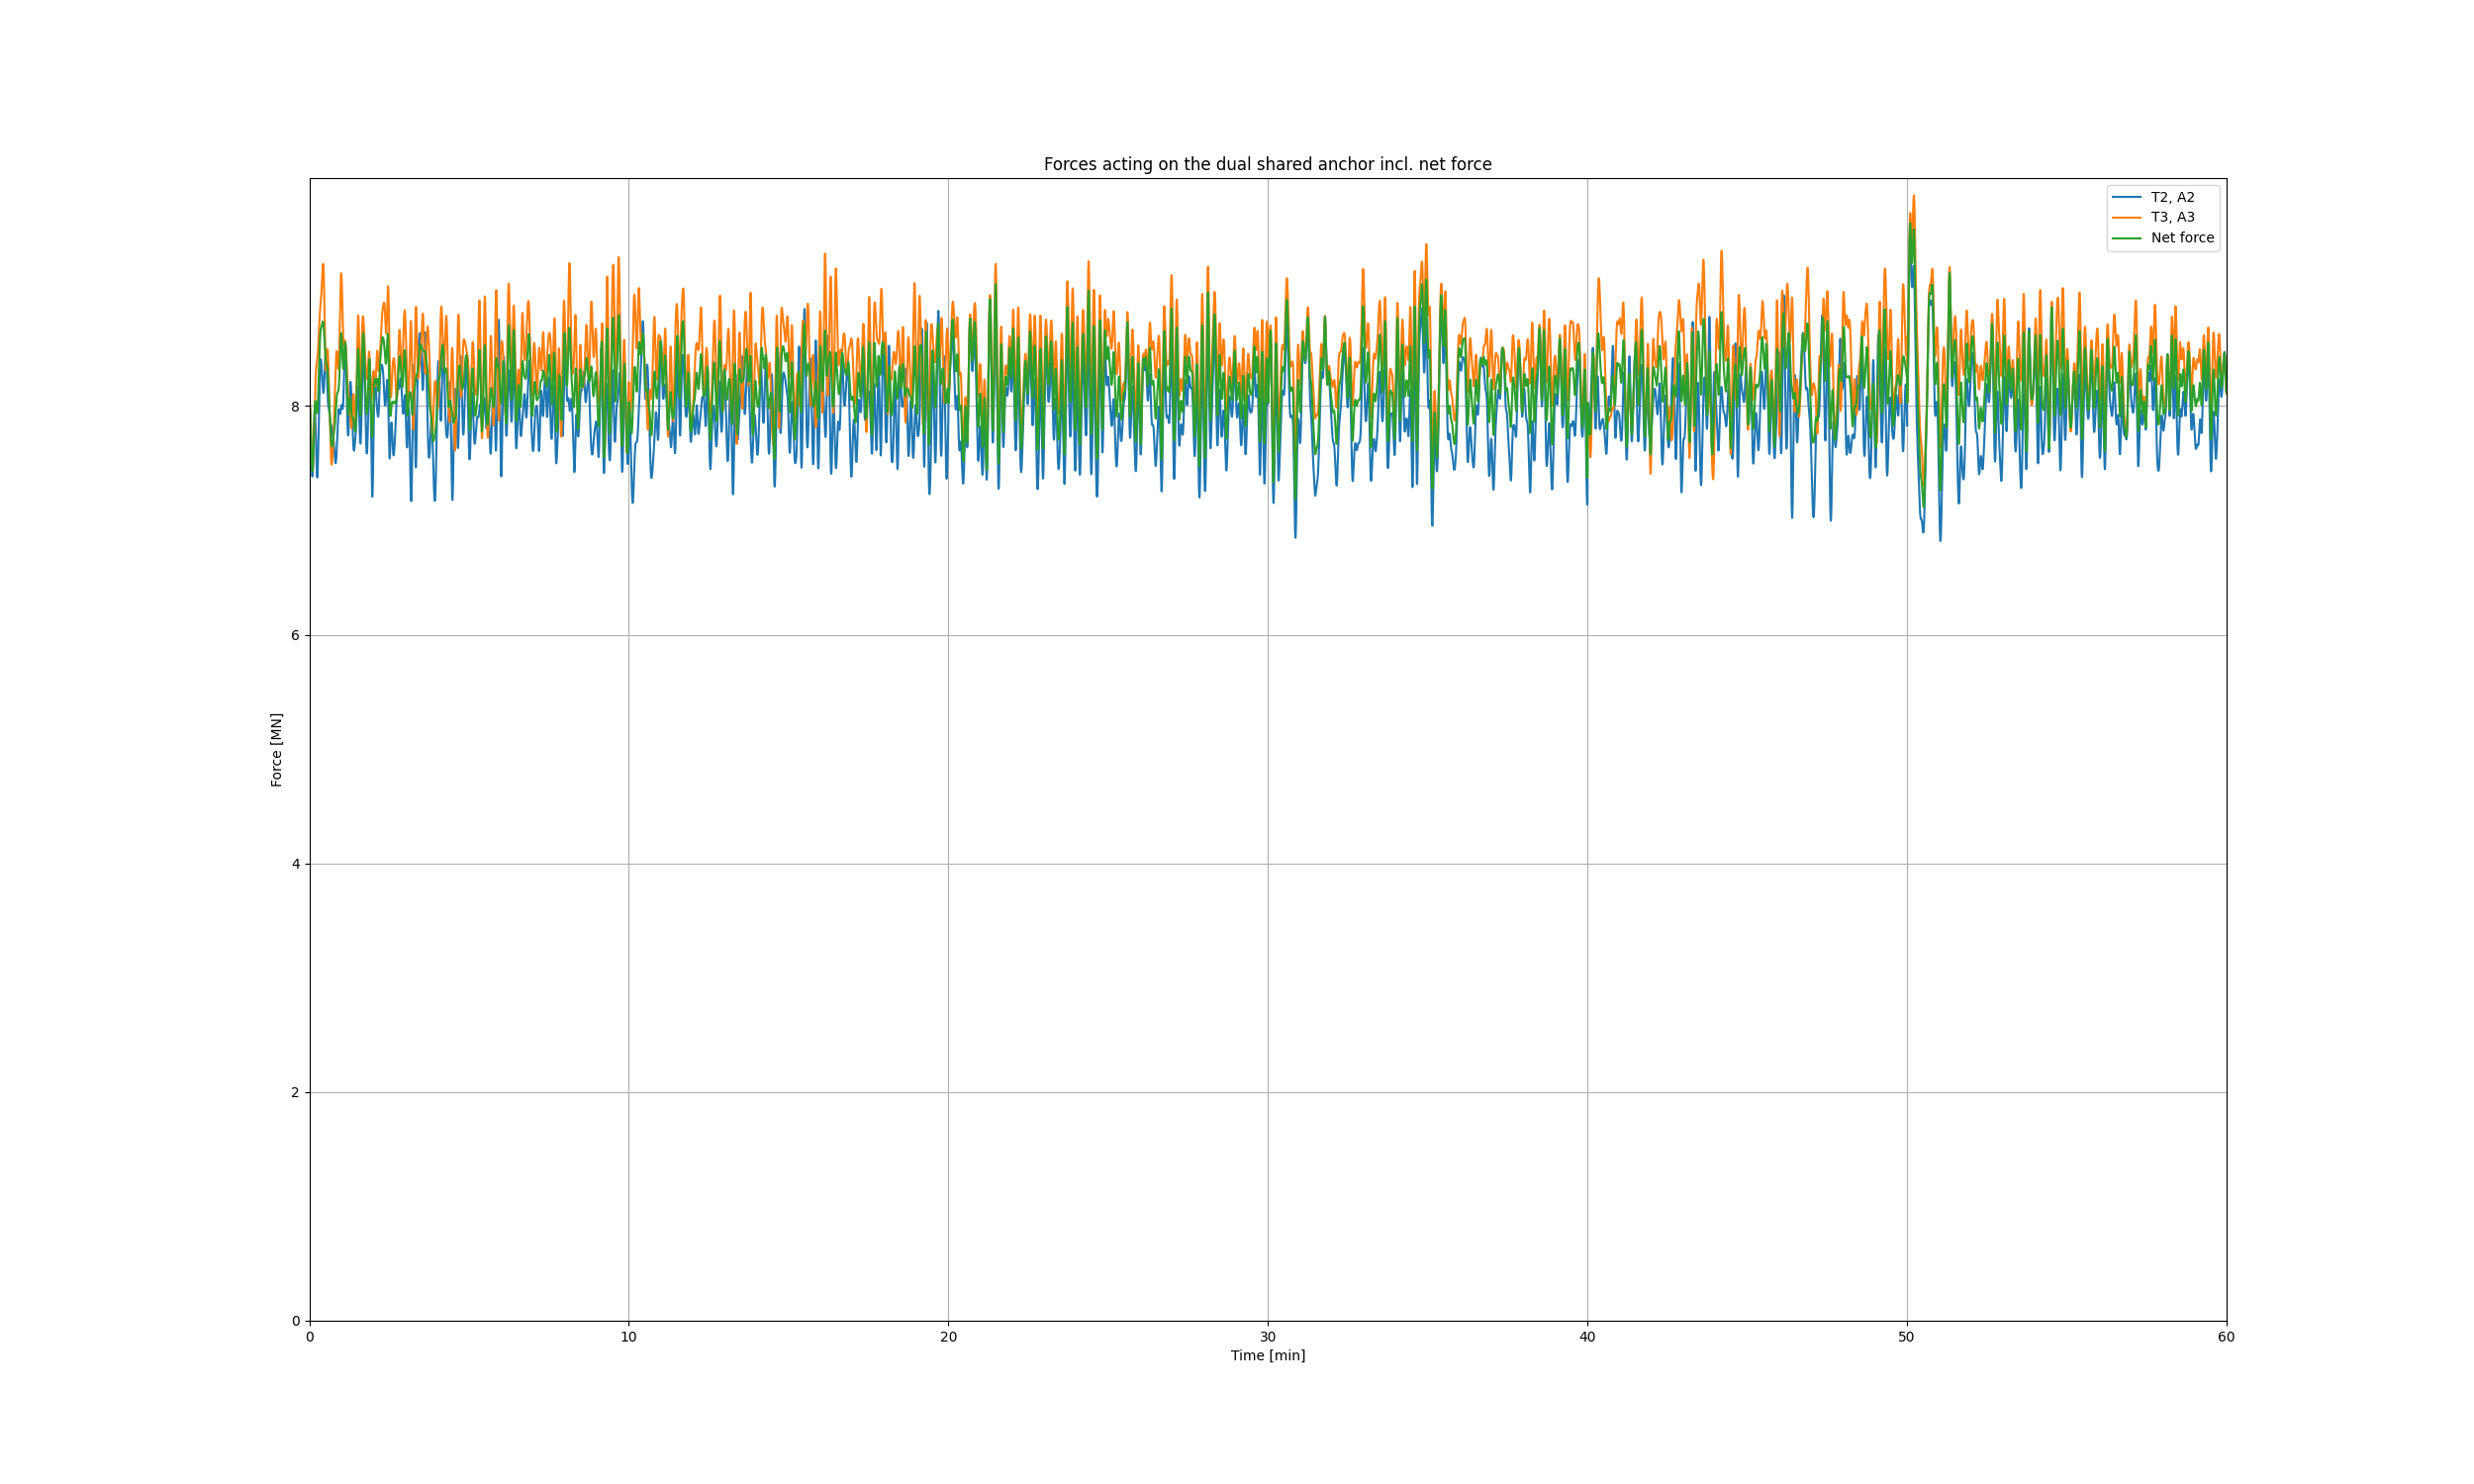 Forces acting on the dual shared anchor incl. net force
T2, A2
T3, A3
Net force
Force [MN]
8
6
4
2
0
0 10 20 30 40 50 60
Time [min]